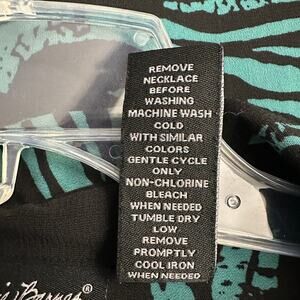 REMOVE
NECKLACE
BEFORE
WASHING
MACHINE WASH
COLD
WITH SIMILAR
COLORS
GENTLE CYCLE
ONLY
NON-CHLORINE
BLEACH
WHEN NEEDED
TUMBLE DRY
LOW
REMOVE
PROMPTLY
COOL IRON
WHEN NEEDED